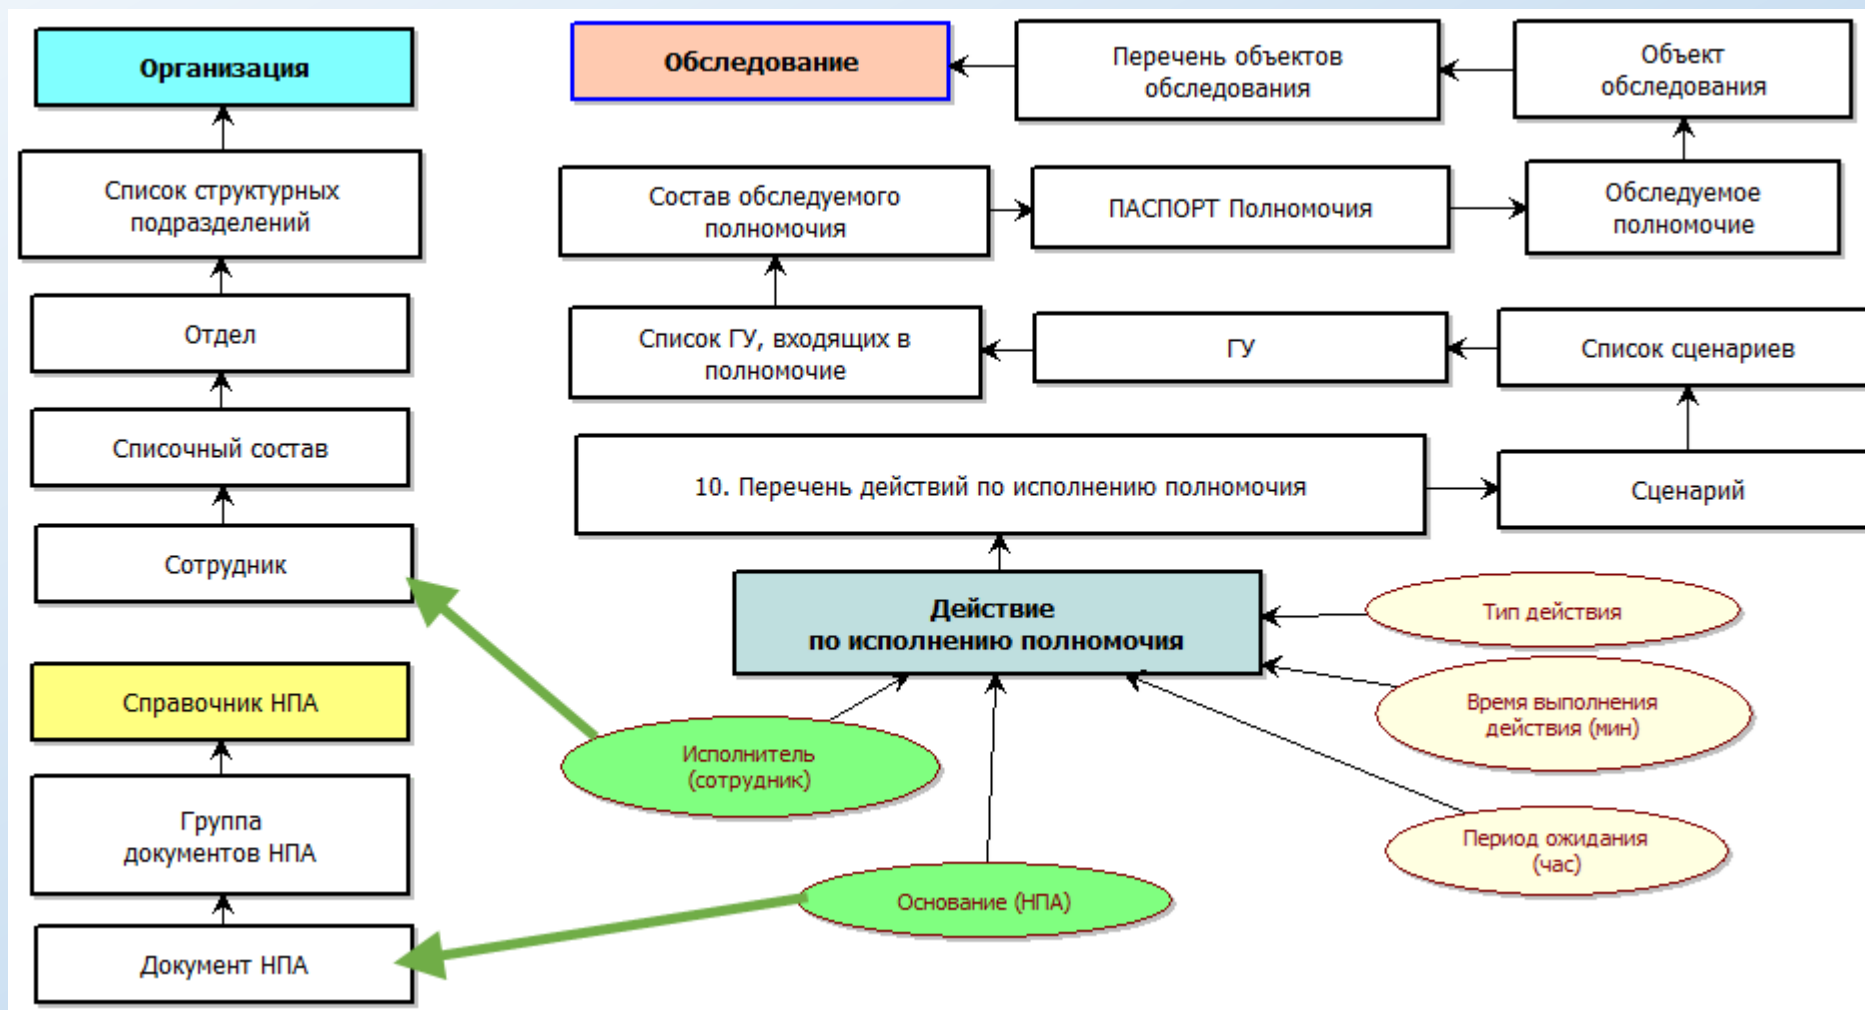 Организация
Список структурных
подразделений
Отдел
Списочный состав
Сотрудник
Справочник НПА
Группа
документов НПА
Документ НПА
Обследование
Перечень объектов
обследования
Объект
обследования
Состав обследуемого
полномочия
ПАСПОРТ Полномочия
Обследуемое
полномочие
Список ГУ, входящих в
полномочие
ГУ
Список сценариев
10. Перечень действий по исполнению полномочия
Сценарий
Действие
по исполнению полномочия
Тип действия
Время выполнения
действия (мин)
Период ожидания
(час)
Исполнитель
(сотрудник)
Основание (НПА)